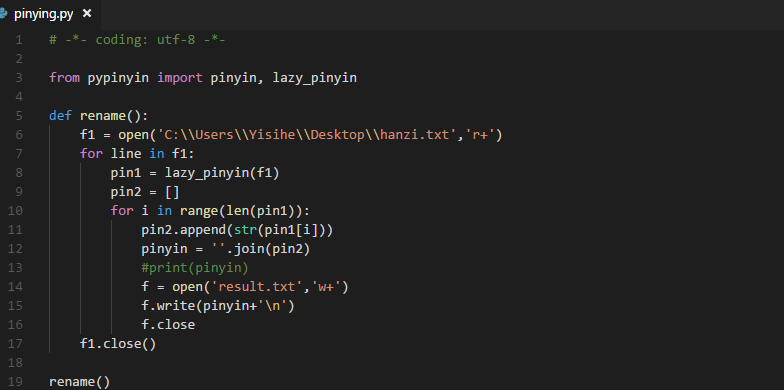 pinying.py ×
1 # -*- coding: utf-8 -*-
2
3 from pypinyin import pinyin, lazy_pinyin
4
5 def rename():
6     f1 = open('C:\\Users\\Yisihe\\Desktop\\hanzi.txt','r+')
7     for line in f1:
8         pin1 = lazy_pinyin(f1)
9         pin2 = []
10         for i in range(len(pin1)):
11             pin2.append(str(pin1[i]))
12             pinyin = ''.join(pin2)
13             #print(pinyin)
14             f = open('result.txt','w+')
15             f.write(pinyin+'\n')
16             f.close
17     f1.close()
18
19 rename()